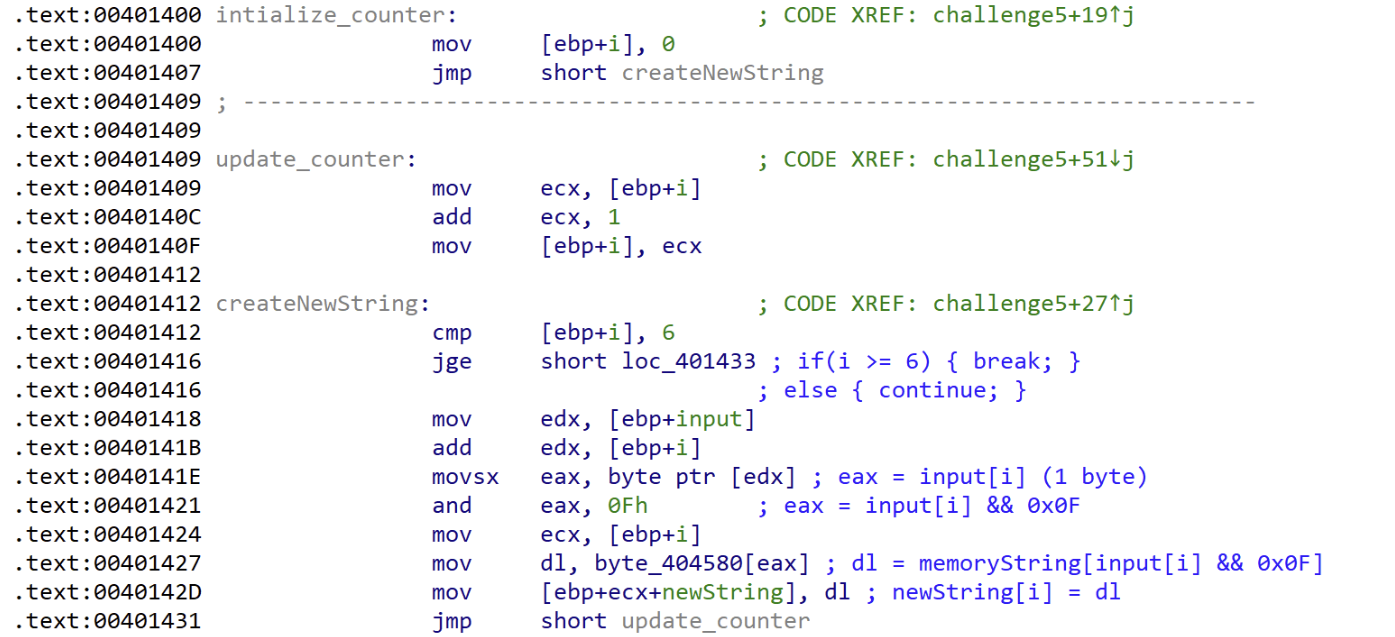 .text:00401400 intialize_counter: ; CODE XREF: challenge5+19↑j
.text:00401400 mov [ebp+i], 0
.text:00401407 jmp short createNewString
.text:00401409 ; ---------------------------------------------------------------------------
.text:00401409
.text:00401409 update_counter: ; CODE XREF: challenge5+51↓j
.text:00401409 mov ecx, [ebp+i]
.text:0040140C add ecx, 1
.text:0040140F mov [ebp+i], ecx
.text:00401412
.text:00401412 createNewString: ; CODE XREF: challenge5+27↑j
.text:00401412 cmp [ebp+i], 6
.text:00401416 jge short loc_401433 ; if(i >= 6) { break; }
.text:00401416 ; else { continue; }
.text:00401418 mov edx, [ebp+input]
.text:0040141B add edx, [ebp+i]
.text:0040141E movsx eax, byte ptr [edx] ; eax = input[i] (1 byte)
.text:00401421 and eax, 0Fh ; eax = input[i] && 0x0F
.text:00401424 mov ecx, [ebp+i]
.text:00401427 mov dl, byte_404580[eax] ; dl = memoryString[input[i] && 0x0F]
.text:0040142D mov [ebp+ecx+newString], dl ; newString[i] = dl
.text:00401431 jmp short update_counter